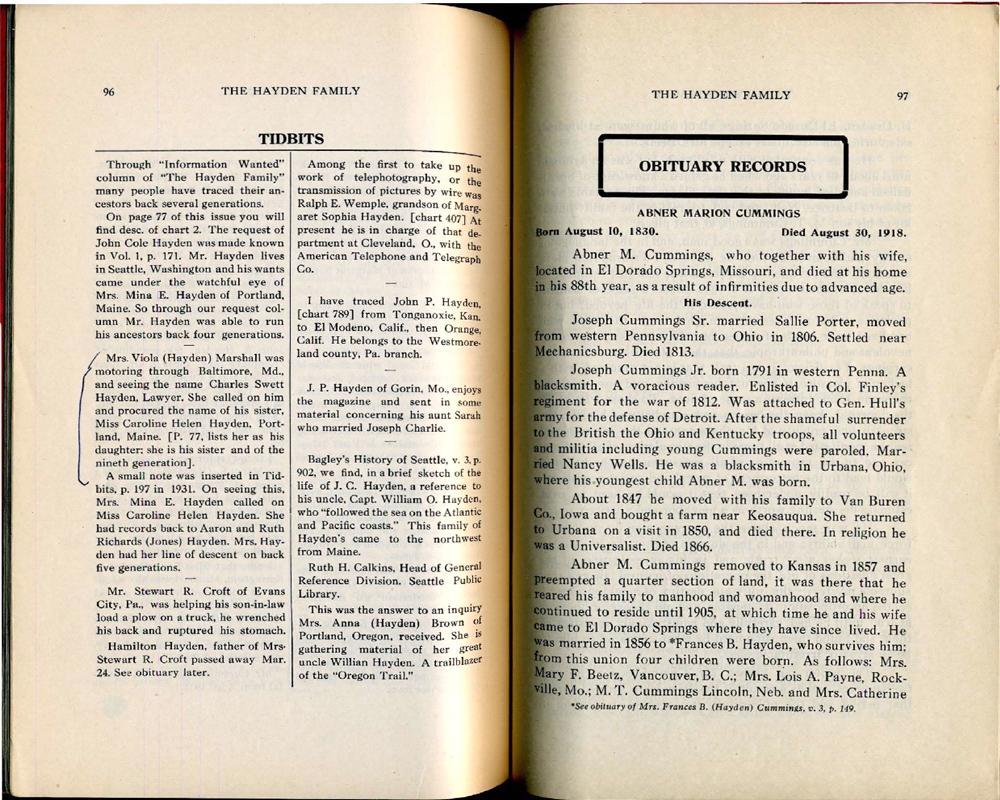 96
THE HAYDEN FAMILY
TIDBITS
Through "Information Wanted"
column of "The Hayden Family"
many people have traced their an-
cestors back several generations.
On page 77 of this issue you will
find desc. of chart 2. The request of
John Cole Hayden was made known
in Vol. 1, p. 171. Mr. Hayden lives
in Seattle, Washington and his wants
came under the watchful eye of
Mrs. Mina E. Hayden of Portland,
Maine. So through our request col-
umn Mr. Hayden was able to run
his ancestors back four generations.
Mrs. Viola (Hayden) Marshall was
motoring through Baltimore, Md.,
and seeing the name Charles Swett
Hayden, Lawyer. She called on him
and procured the name of his sister,
Miss Caroline Helen Hayden, Port-
land, Maine. [P. 77, lists her as his
daughter; she is his sister and of the
nineth generation].
A small note was inserted in Tid-
bits, p. 197 in 1931. On seeing this,
Mrs. Mina E. Hayden called on
Miss Caroline Helen Hayden. She
had records back to Aaron and Ruth
Richards (Jones) Hayden. Mrs. Hay-
den had her line of descent on back
five generations.
Mr. Stewart R. Croft of Evans
City, Pa., was helping his son-in-law
load a plow on a truck, he wrenched
his back and ruptured his stomach.
Hamilton Hayden, father of Mrs.
Stewart R. Croft passed away Mar.
24. See obituary later.
Among the first to take up the
work of telephotography, or the
transmission of pictures by wire was
Ralph E. Wemple, grandson of Marg-
aret Sophia Hayden. [chart 407] At
present he is in charge of that de-
partment at Cleveland, O., with the
American Telephone and Telegraph
Co.
I have traced John P. Hayden,
[chart 789] from Tonganoxie, Kan.
to El Modeno, Calif., then Orange,
Calif. He belongs to the Westmore-
land county, Pa. branch.
J. P. Hayden of Gorin, Mo., enjoys
the magazine and sent in some
material concerning his aunt Sarah
who married Joseph Charlie.
Bagley's History of Seattle, v. 3, p.
902, we find, in a brief sketch of the
life of J. C. Hayden, a reference to
his uncle, Capt. William O. Hayden,
who "followed the sea on the Atlantic
and Pacific coasts." This family of
Hayden's came to the northwest
from Maine.
Ruth H. Calkins, Head of General
Reference Division, Seattle Public
Library.
This was the answer to an inquiry
Mrs. Anna (Hayden) Brown of
Portland, Oregon, received. She is
gathering material of her great
uncle Willian Hayden. A trailblazer
of the "Oregon Trail."
THE HAYDEN FAMILY
97
OBITUARY RECORDS
ABNER MARION CUMMINGS
Born August 10, 1830. Died August 30, 1918.
Abner M. Cummings, who together with his wife,
located in El Dorado Springs, Missouri, and died at his home
in his 88th year, as a result of infirmities due to advanced age.
His Descent.
Joseph Cummings Sr. married Sallie Porter, moved
from western Pennsylvania to Ohio in 1806. Settled near
Mechanicsburg. Died 1813.
Joseph Cummings Jr. born 1791 in western Penna. A
blacksmith. A voracious reader. Enlisted in Col. Finley's
regiment for the war of 1812. Was attached to Gen. Hull's
army for the defense of Detroit. After the shameful surrender
to the British the Ohio and Kentucky troops, all volunteers
and militia including young Cummings were paroled. Mar-
ried Nancy Wells. He was a blacksmith in Urbana, Ohio,
where his youngest child Abner M. was born.
About 1847 he moved with his family to Van Buren
Co., Iowa and bought a farm near Keosauqua. She returned
to Urbana on a visit in 1850, and died there. In religion he
was a Universalist. Died 1866.
Abner M. Cummings removed to Kansas in 1857 and
preempted a quarter section of land, it was there that he
reared his family to manhood and womanhood and where he
continued to reside until 1905, at which time he and his wife
came to El Dorado Springs where they have since lived. He
was married in 1856 to *Frances B. Hayden, who survives him;
from this union four children were born. As follows: Mrs.
Mary F. Beetz, Vancouver, B. C.; Mrs. Lois A. Payne, Rock-
ville, Mo.; M. T. Cummings Lincoln, Neb. and Mrs. Catherine
*See obituary of Mrs. Frances B. (Hayden) Cummings, v. 3, p. 149.